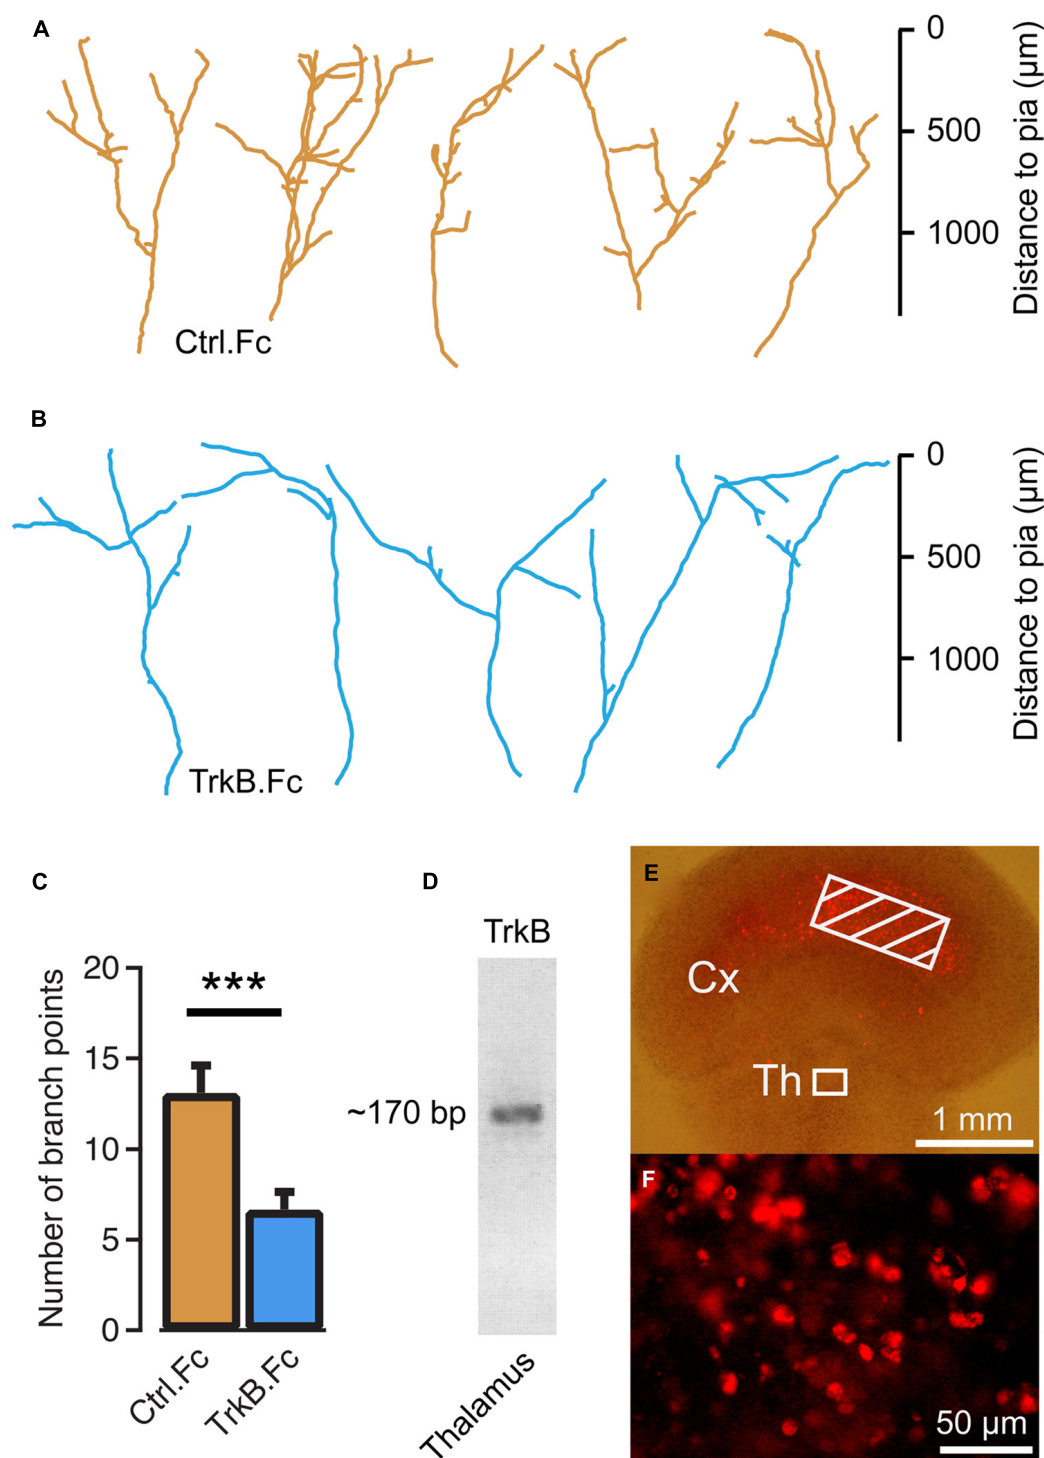 A
0
500
1000
Distance to pia (µm)
Ctrl.Fc
B
0
500
1000
Distance to pia (µm)
TrkB.Fc
C
20
15
10
5
0
Number of branch points
***
Ctrl.Fc
TrkB.Fc
D
TrkB
~170 bp
Thalamus
E
Cx
Th
1 mm
F
50 µm